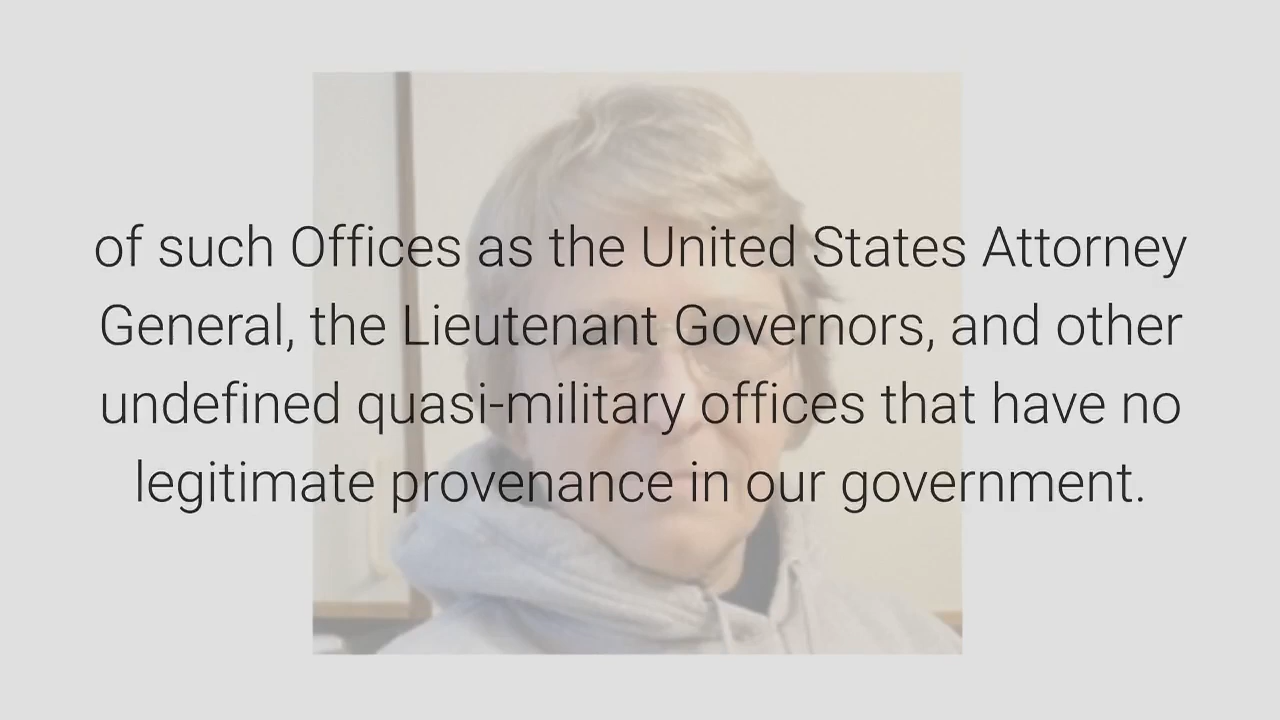 of such Offices as the United States Attorney
General, the Lieutenant Governors, and other
undefined quasi-military offices that have no
legitimate provenance in our government.